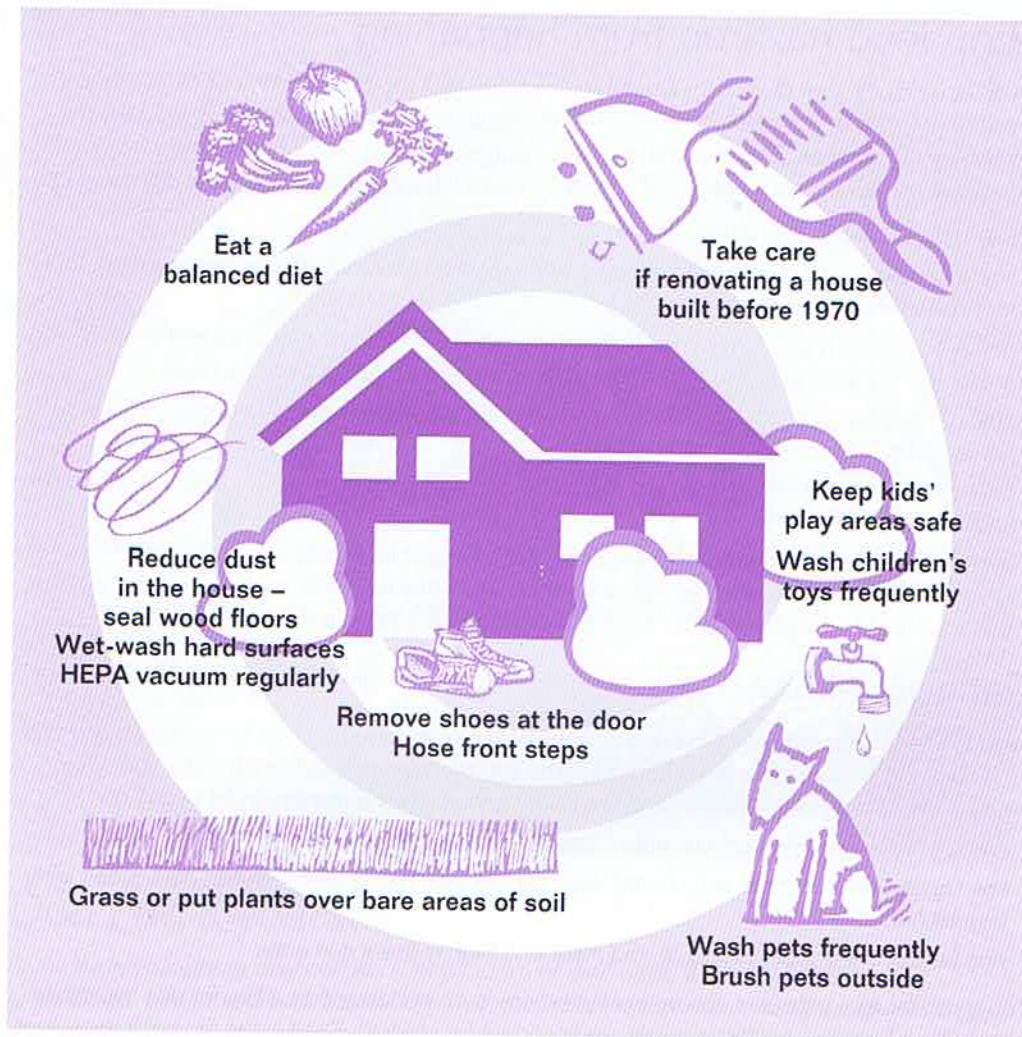 Eat a
balanced diet
Take care
if renovating a house
built before 1970
Keep kids'
play areas safe
Wash children's
toys frequently
Reduce dust
in the house –
seal wood floors
Wet-wash hard surfaces
HEPA vacuum regularly
Remove shoes at the door
Hose front steps
Grass or put plants over bare areas of soil
Wash pets frequently
Brush pets outside